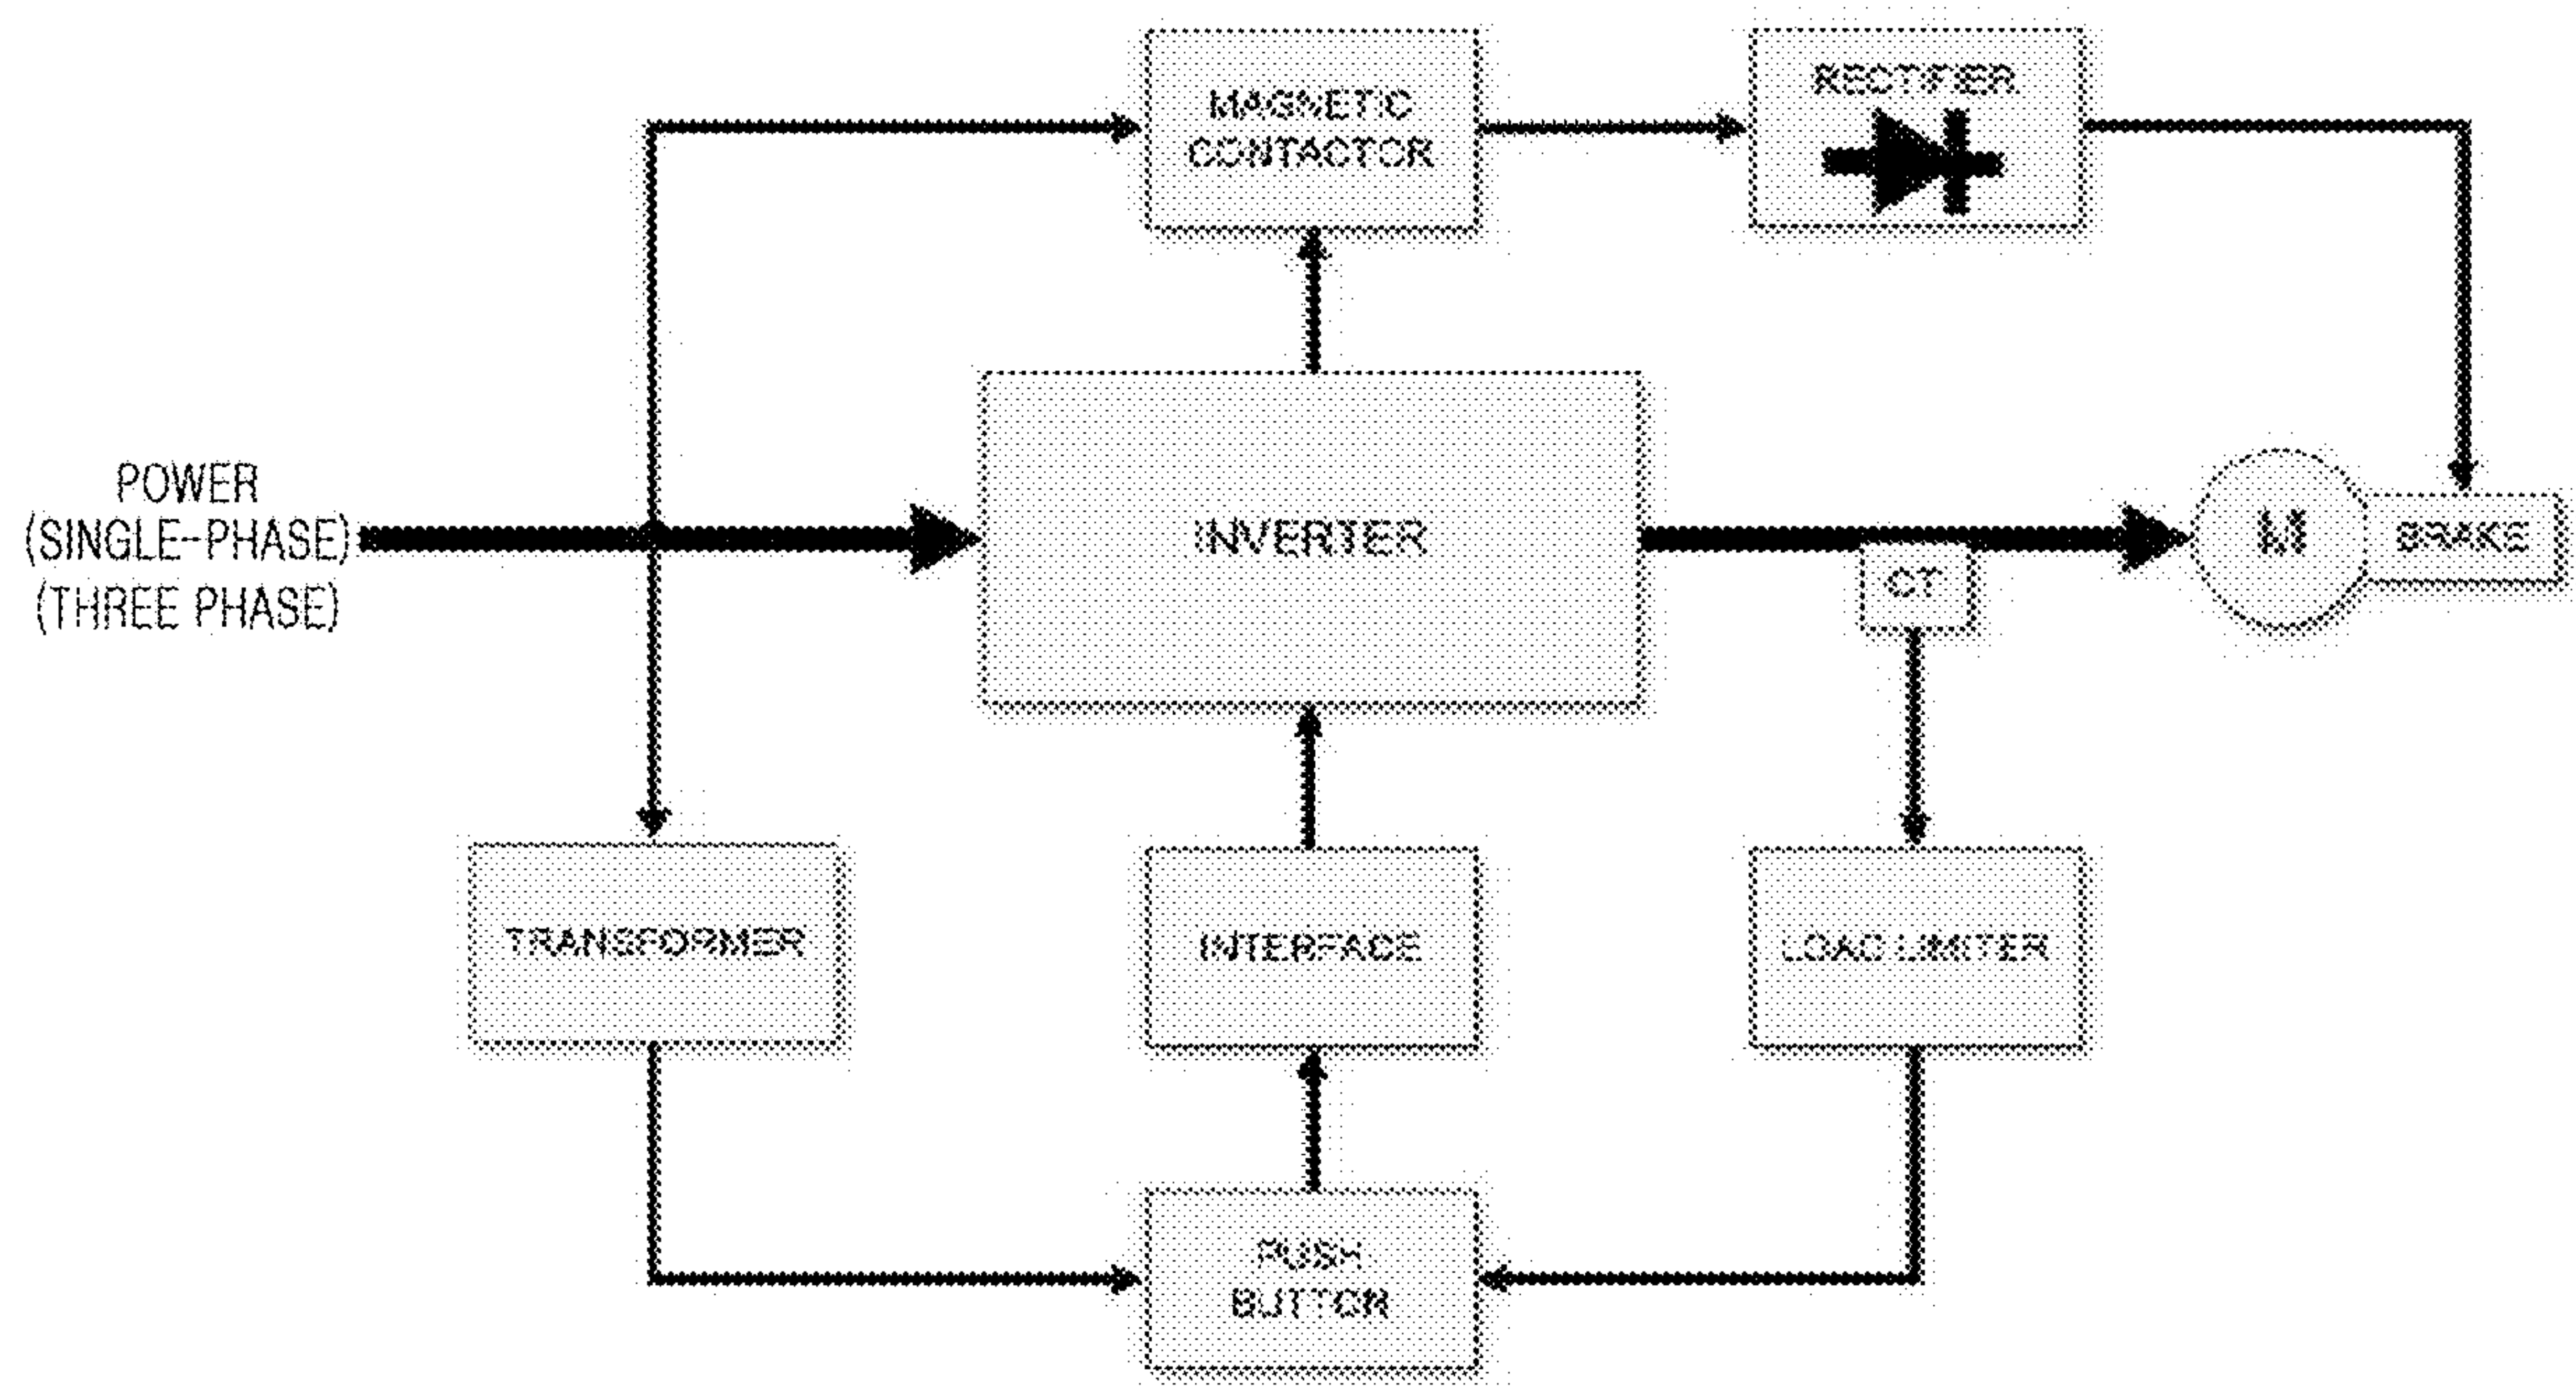 MAGNETIC
CONTACTOR
RECTIFIER
POWER
(SINGLE-PHASE)
(THREE PHASE)
INVERTER
CT
M
BRAKE
TRANSFORMER
INTERFACE
LOAD LIMITER
PUSH
BUTTON